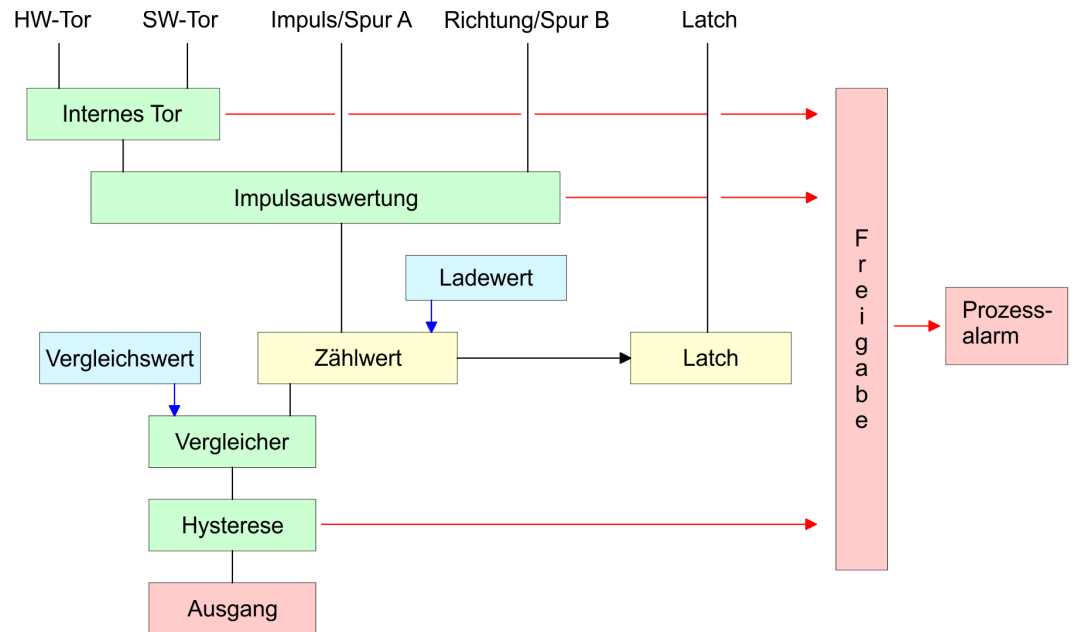 HW-Tor SW-Tor Impuls/Spur A Richtung/Spur B Latch
Internes Tor
Impulsauswertung
Ladewert
Vergleichswert Zählwert Latch
Vergleicher
Hysterese
Ausgang
Freigabe
Prozess-
alarm